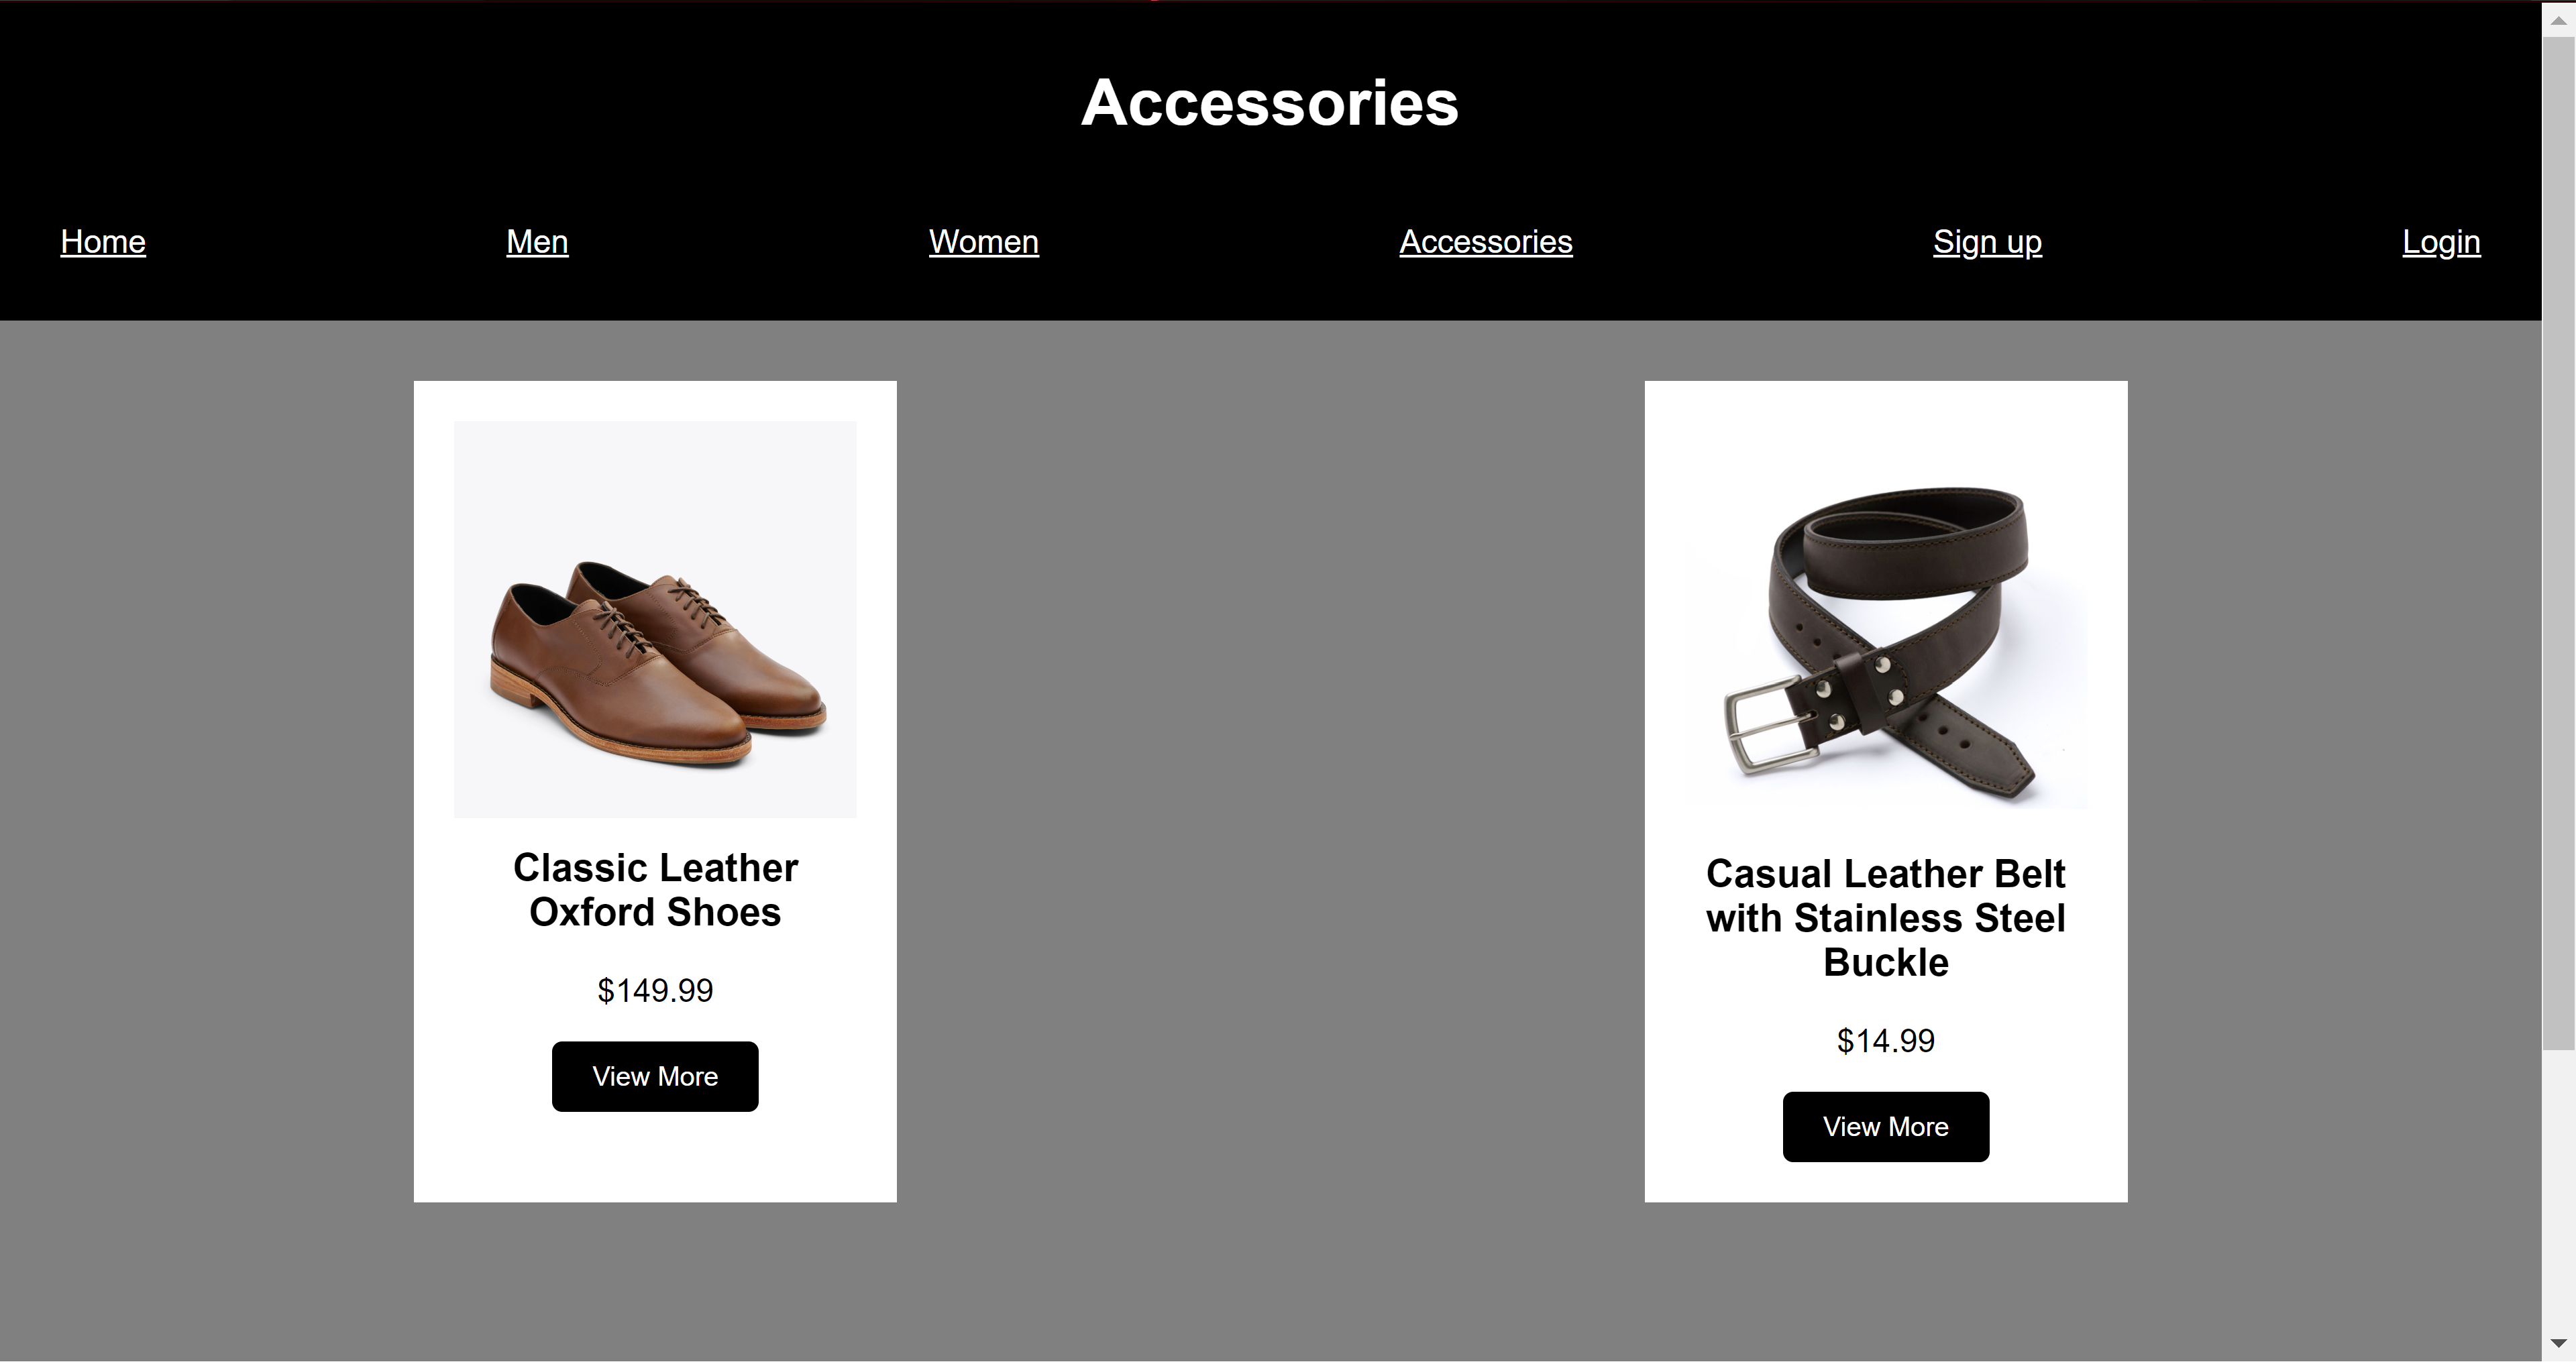 Accessories
Home Men Women Accessories Sign up Login
Classic Leather
Oxford Shoes
$149.99
View More
Casual Leather Belt
with Stainless Steel
Buckle
$14.99
View More